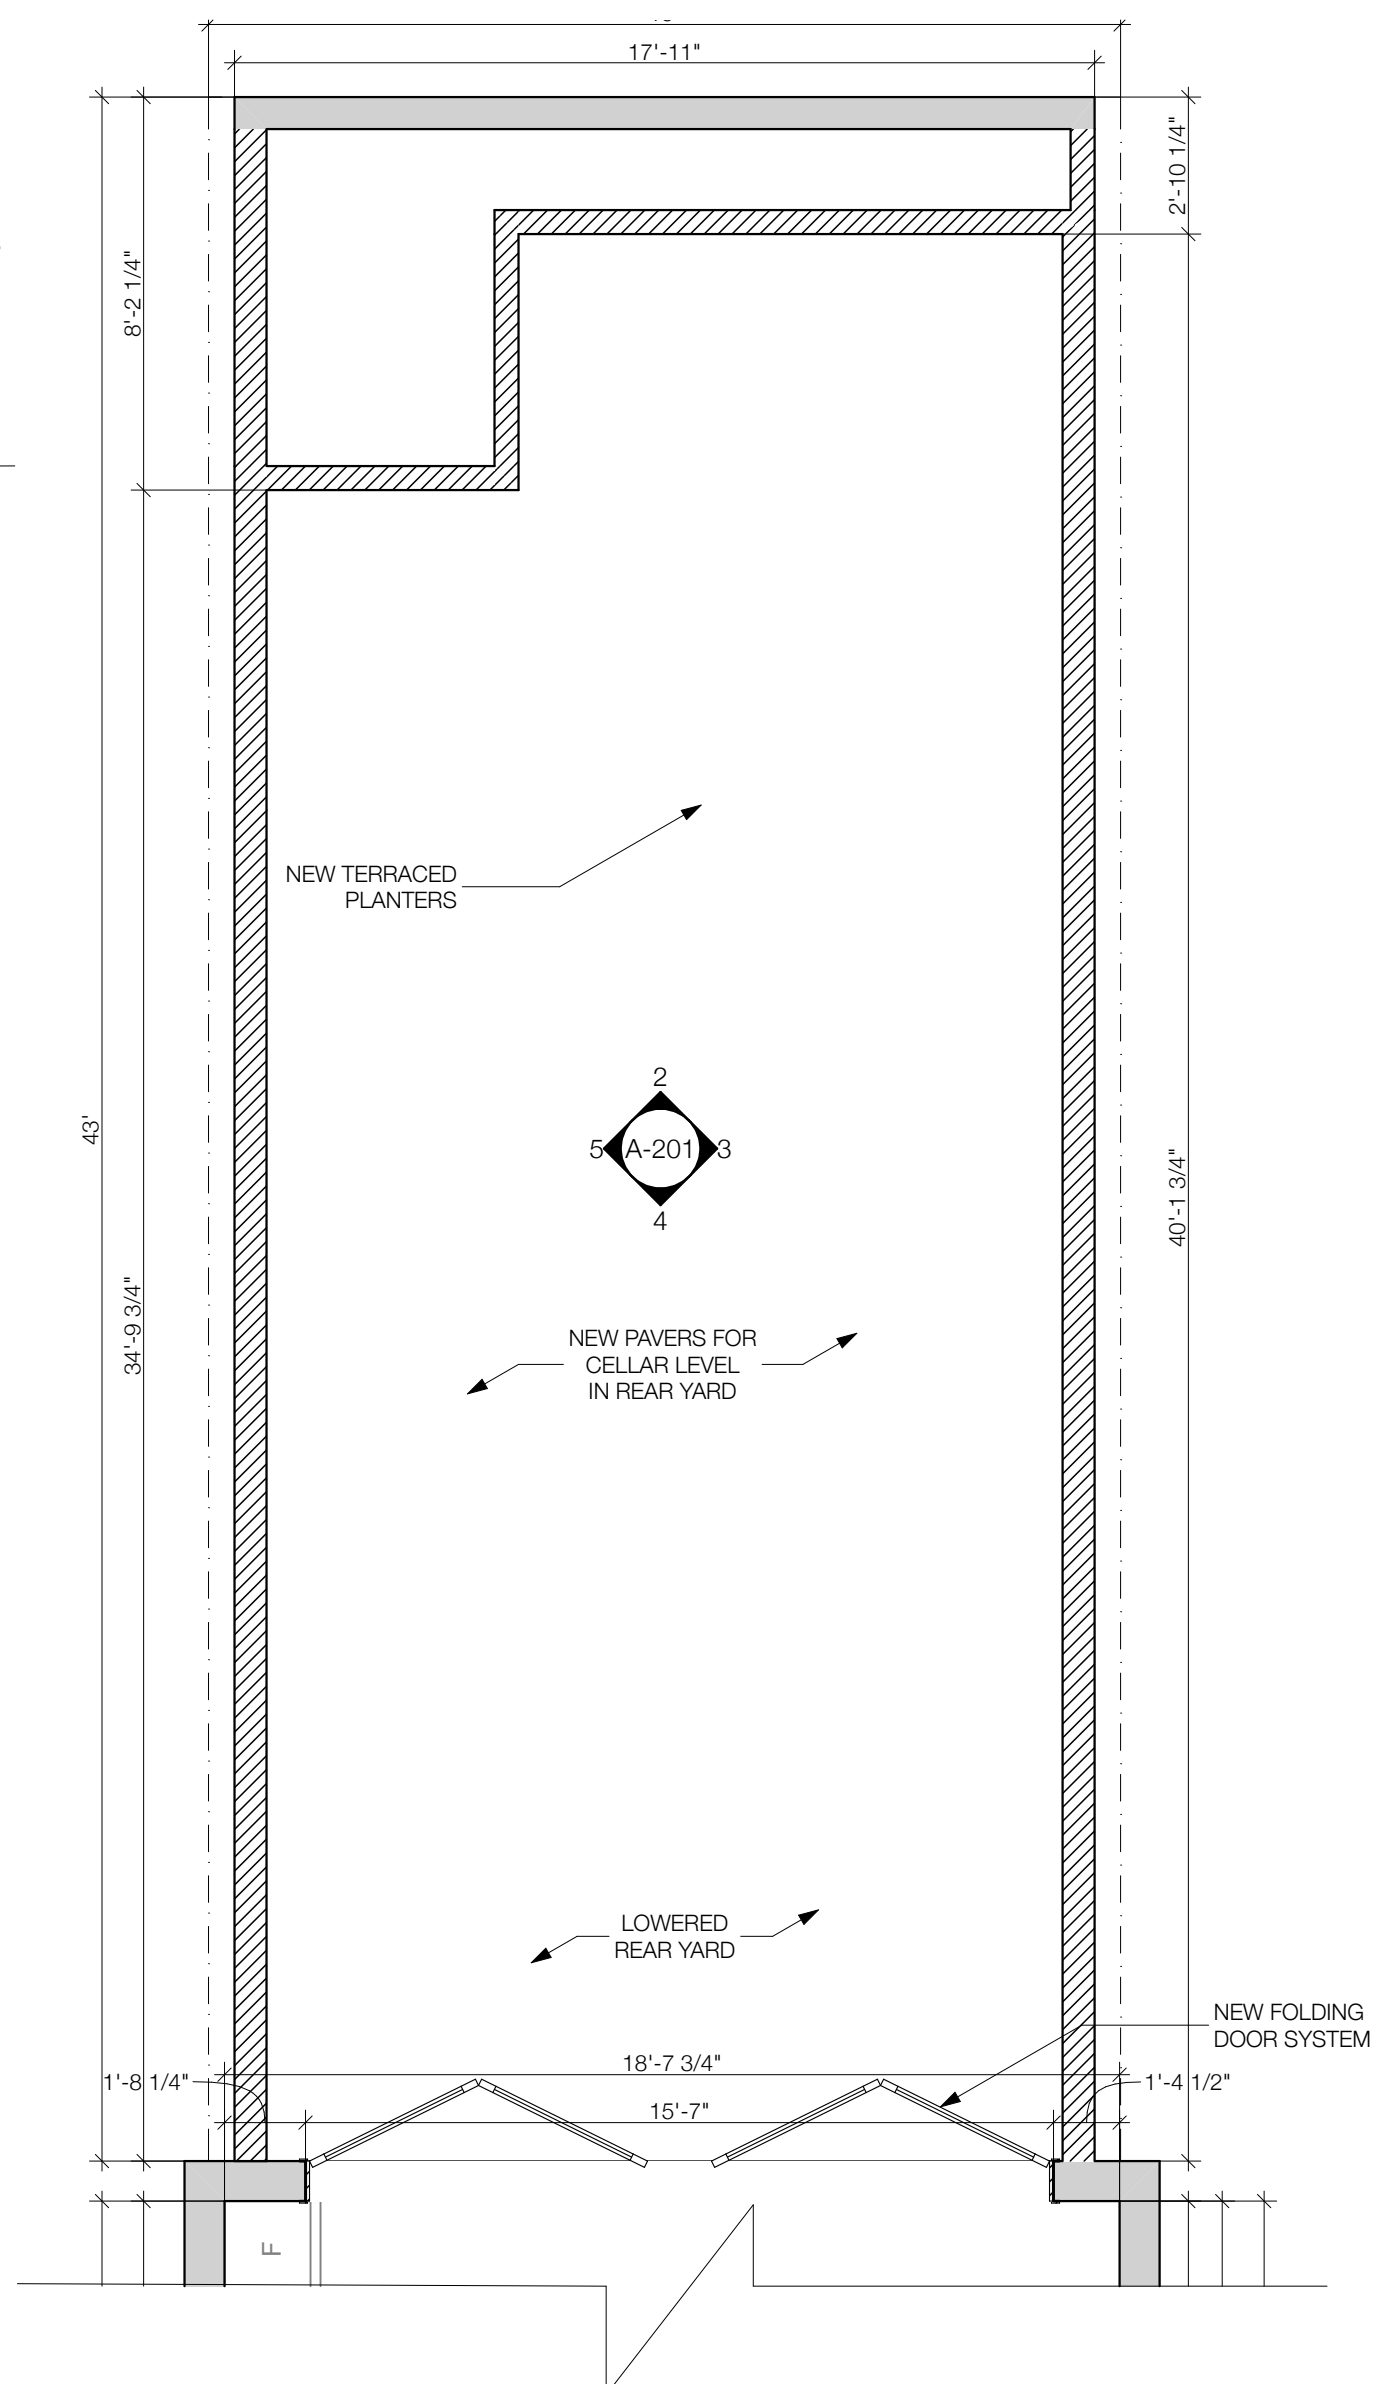 17'-11"
2'-10 1/4"
8'-2 1/4"
NEW TERRACED
PLANTERS
2
5 A-201 3
4
43'
40'-1 3/4"
34'-9 3/4"
NEW PAVERS FOR
CELLAR LEVEL
IN REAR YARD
LOWERED
REAR YARD
NEW FOLDING
DOOR SYSTEM
18'-7 3/4"
1'-8 1/4"
1'-4 1/2"
15'-7"
F